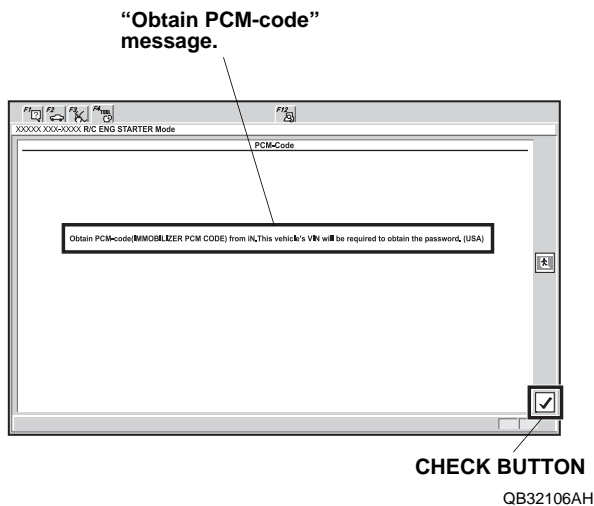 “Obtain PCM-code”
message.
F1 F2 F3 F4 TOOL F12
XXXXX XXX-XXXX R/C ENG STARTER Mode
PCM-Code
Obtain PCM-code(IMMOBILIZER PCM CODE) from iN.This vehicle's VIN will be required to obtain the password. (USA)
CHECK BUTTON
QB32106AH